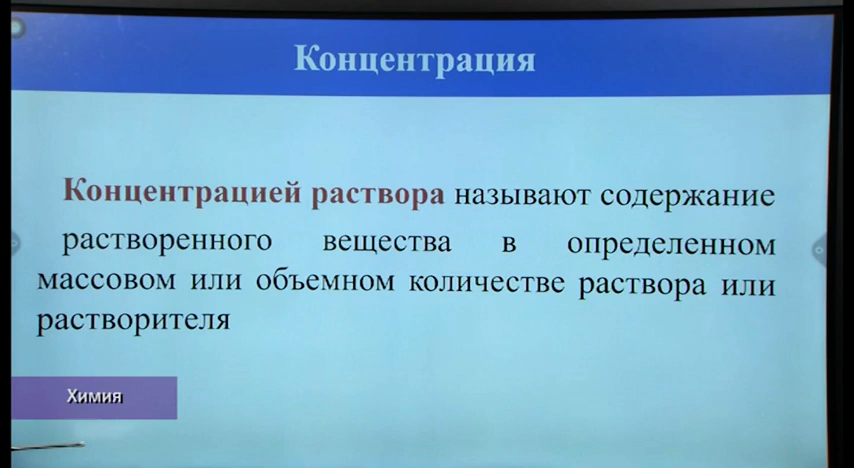 Концентрация
Концентрацией раствора называют содержание
растворенного вещества в определенном
массовом или объемном количестве раствора или
растворителя
Химия